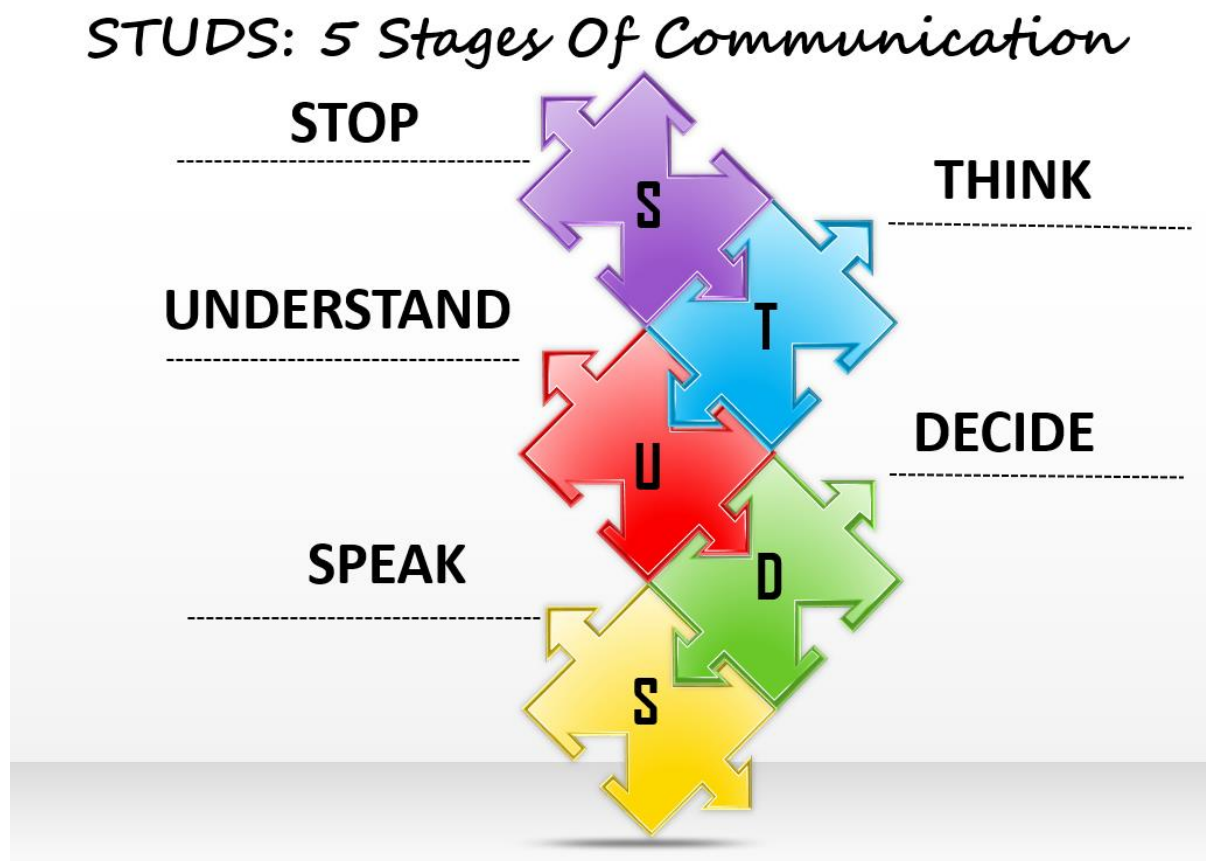 STUDS: 5 Stages Of Communication
STOP
S
THINK
T
UNDERSTAND
U
DECIDE
D
SPEAK
S